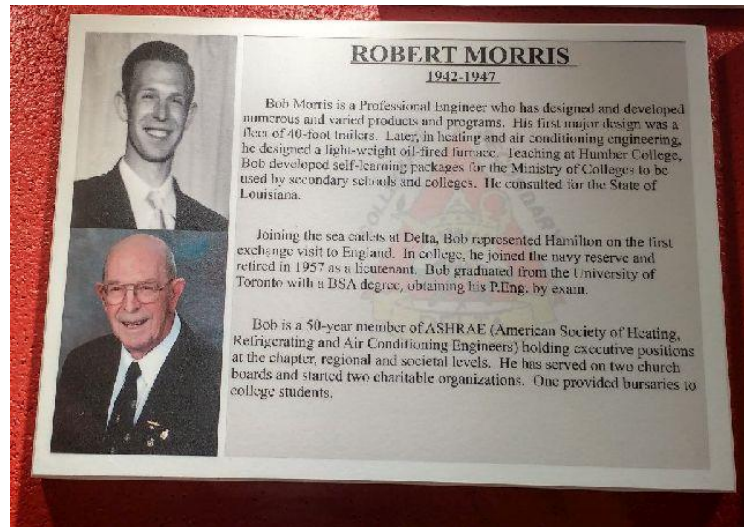 ROBERT MORRIS
1942-1947
Bob Morris is a Professional Engineer who has designed and developed
numerous and varied products and programs. His first major design was a
fleet of 40-foot trailers. Later, in heating and air conditioning engineering,
he designed a light-weight oil-fired furnace. Teaching at Humber College,
Bob developed self-learning packages for the Ministry of Colleges to be
used by secondary schools and colleges. He consulted for the State of
Louisiana.
Joining the sea cadets at Delta, Bob represented Hamilton on the first
exchange visit to England. In college, he joined the navy reserve and
retired in 1957 as a lieutenant. Bob graduated from the University of
Toronto with a BSA degree, obtaining his P.Eng. by exam.
Bob is a 50-year member of ASHRAE (American Society of Heating,
Refrigerating and Air Conditioning Engineers) holding executive positions
at the chapter, regional and societal levels. He has served on two church
boards and started two charitable organizations. One provided bursaries to
college students.